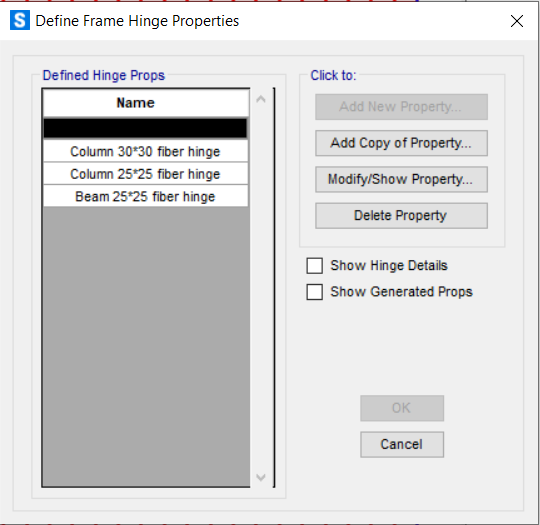 S Define Frame Hinge Properties
Defined Hinge Props
Name
Column 30*30 fiber hinge
Column 25*25 fiber hinge
Beam 25*25 fiber hinge
Click to:
Add New Property...
Add Copy of Property...
Modify/Show Property...
Delete Property
Show Hinge Details
Show Generated Props
OK
Cancel